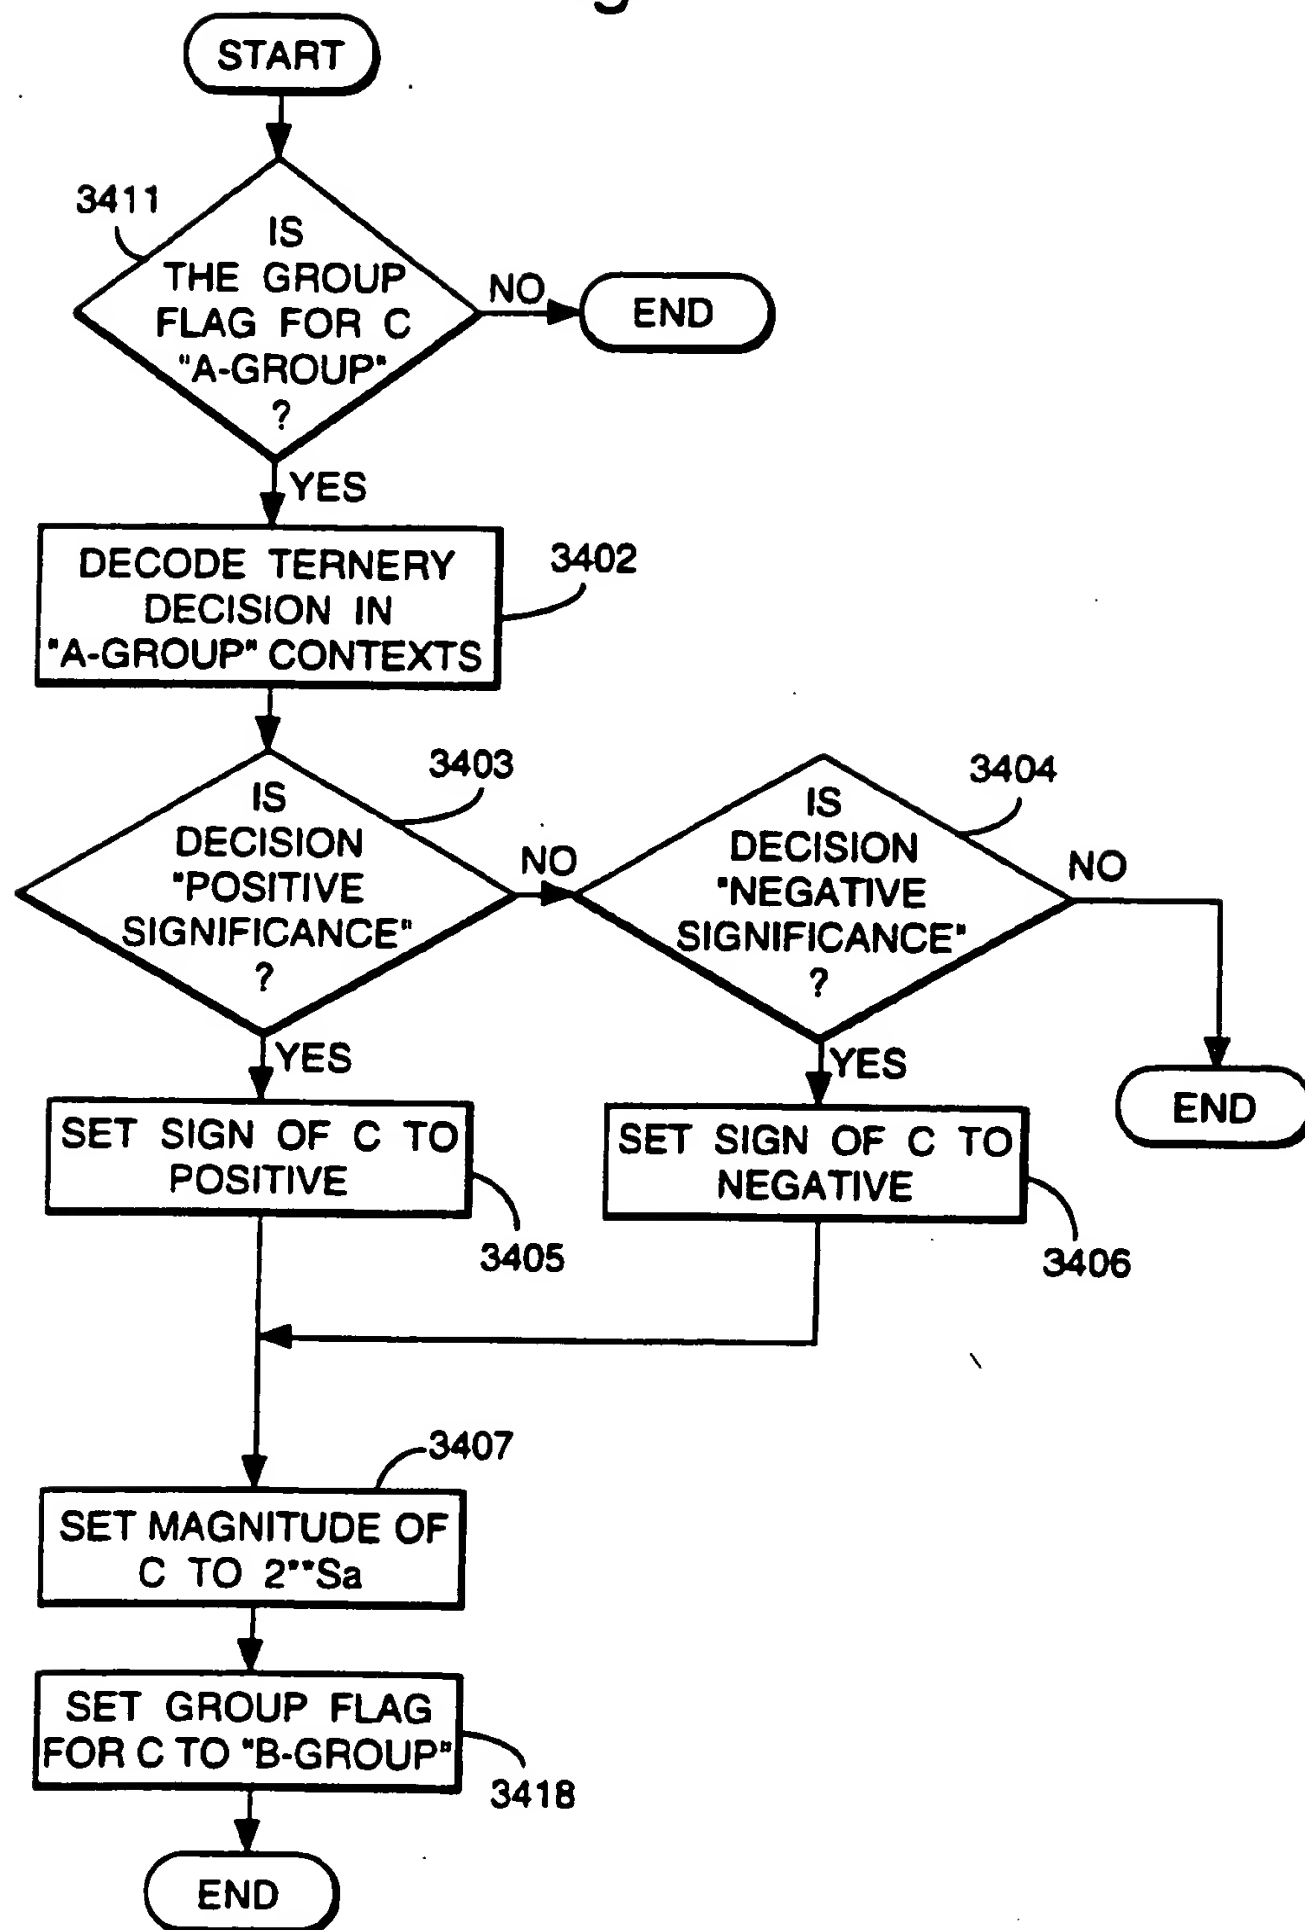 START
3411
IS
THE GROUP
FLAG FOR C
"A-GROUP"
?
NO
END
YES
DECODE TERNERY
DECISION IN
"A-GROUP" CONTEXTS
3402
3403
IS
DECISION
"POSITIVE
SIGNIFICANCE"
?
NO
3404
IS
DECISION
"NEGATIVE
SIGNIFICANCE"
?
NO
YES
YES
END
SET SIGN OF C TO
POSITIVE
3405
SET SIGN OF C TO
NEGATIVE
3406
3407
SET MAGNITUDE OF
C TO 2**Sa
SET GROUP FLAG
FOR C TO "B-GROUP"
3418
END